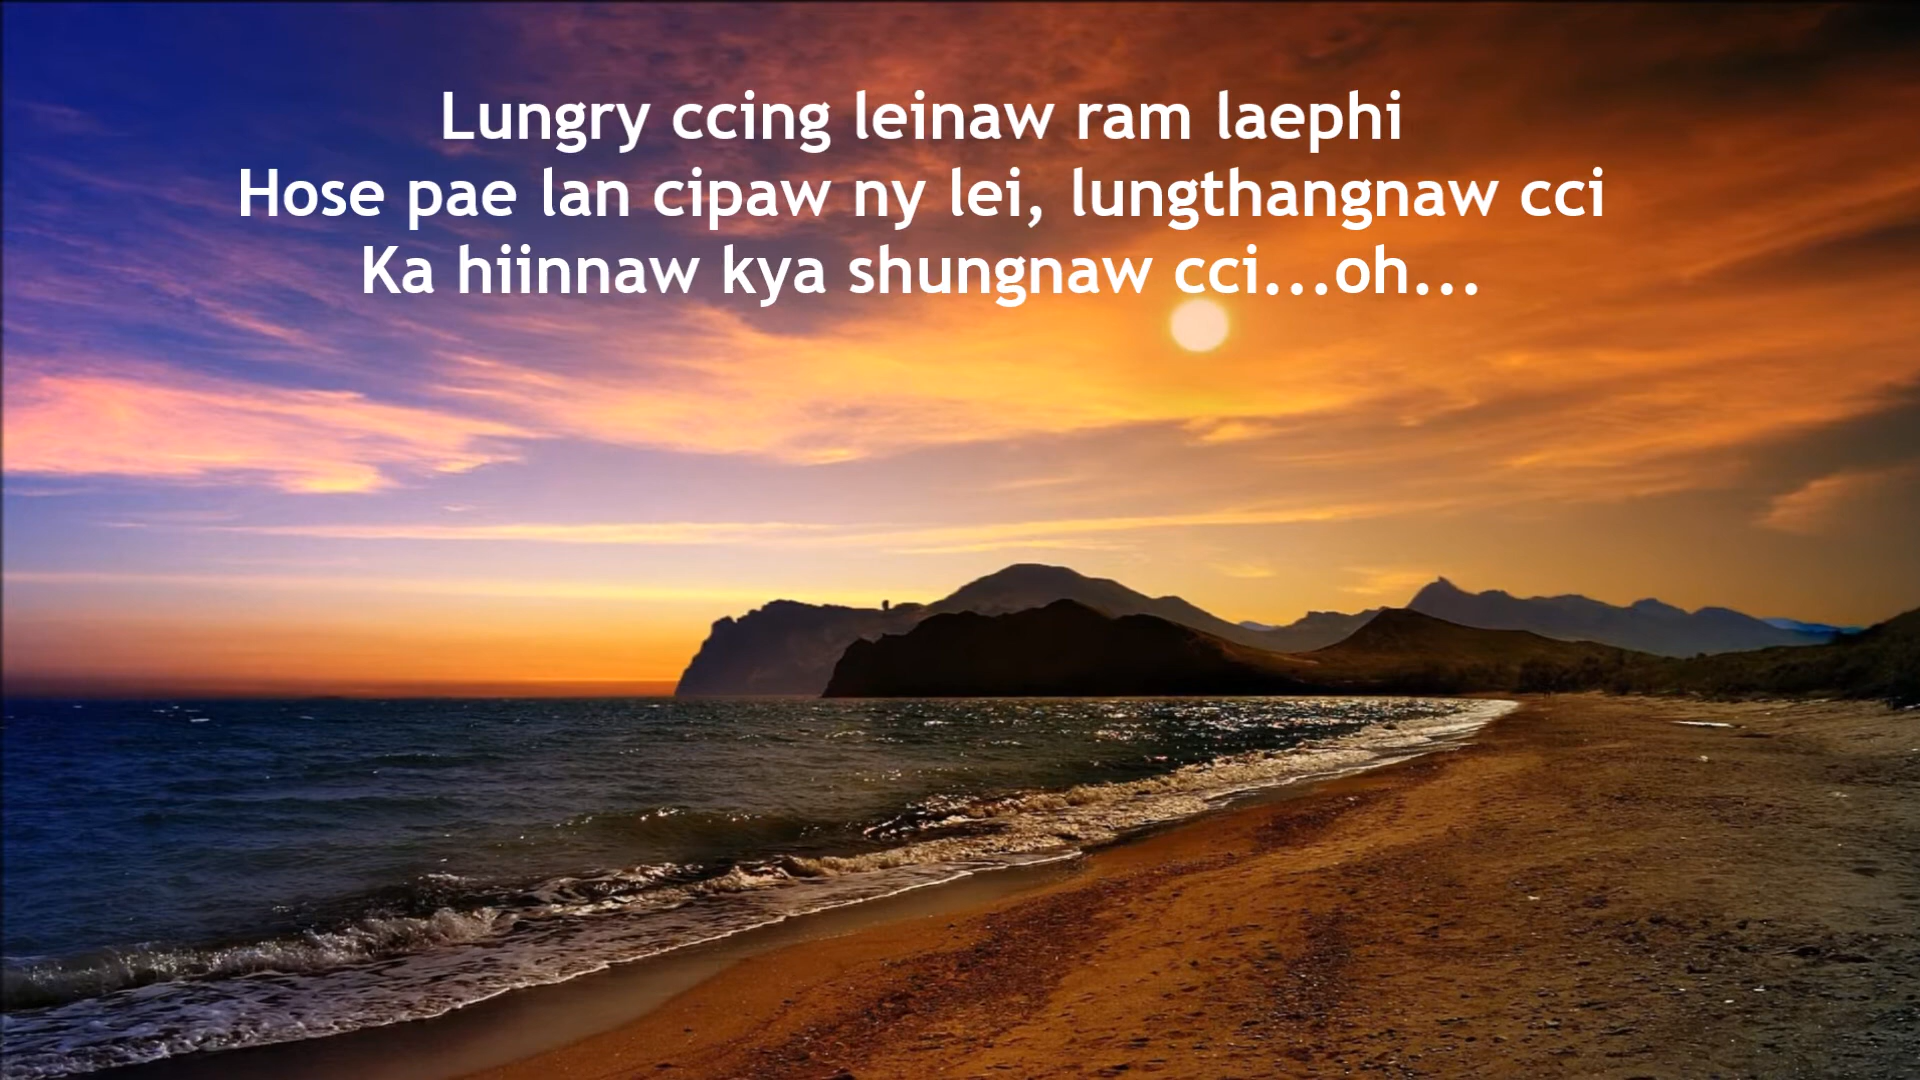 Lungry ccing leinaw ram laephi
Hose pae lan cipaw ny lei, lungthangnaw cci
Ka hiinnaw kya shungnaw cci...oh...